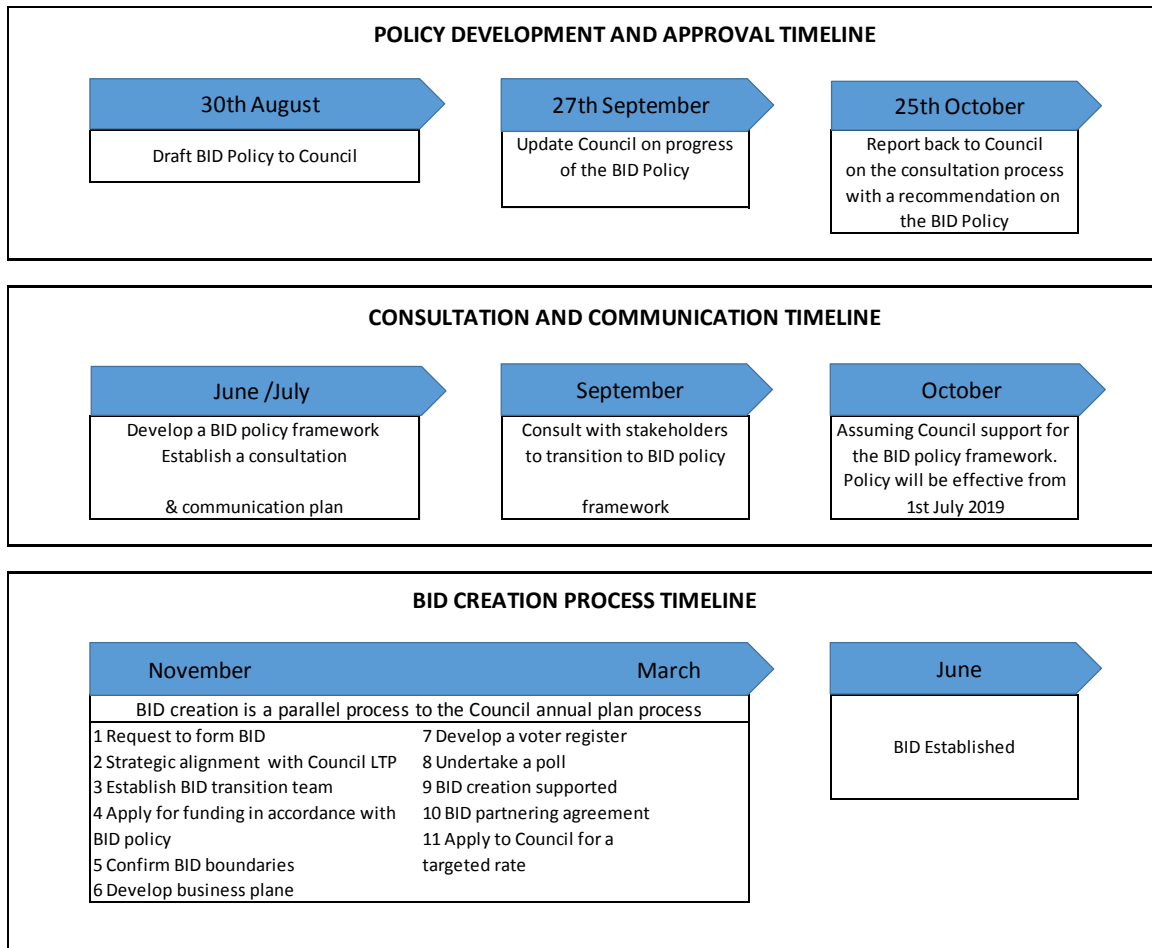 POLICY DEVELOPMENT AND APPROVAL TIMELINE
30th August
Draft BID Policy to Council
27th September
Update Council on progress
of the BID Policy
25th October
Report back to Council
on the consultation process
with a recommendation on
the BID Policy
CONSULTATION AND COMMUNICATION TIMELINE
June /July
Develop a BID policy framework
Establish a consultation
& communication plan
September
Consult with stakeholders
to transition to BID policy
framework
October
Assuming Council support for
the BID policy framework.
Policy will be effective from
1st July 2019
BID CREATION PROCESS TIMELINE
November March
BID creation is a parallel process to the Council annual plan process
1 Request to form BID
2 Strategic alignment with Council LTP
3 Establish BID transition team
4 Apply for funding in accordance with
BID policy
5 Confirm BID boundaries
6 Develop business plane
7 Develop a voter register
8 Undertake a poll
9 BID creation supported
10 BID partnering agreement
11 Apply to Council for a
targeted rate
June
BID Established